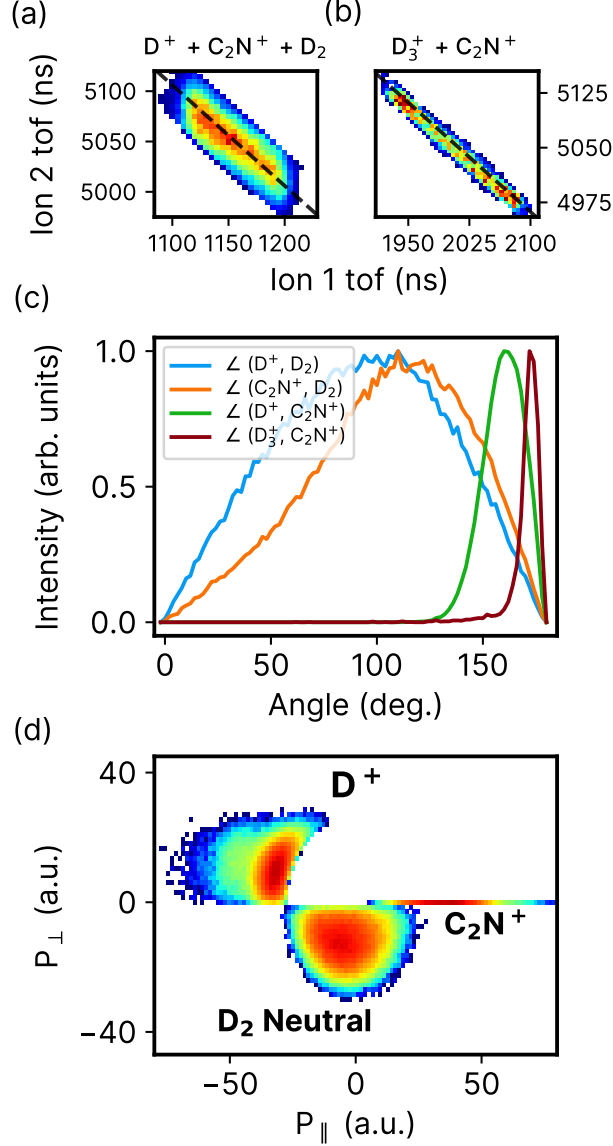 (a)
D⁺ + C₂N⁺ + D₂
(b)
D₃⁺ + C₂N⁺
Ion 2 tof (ns)
5100
5050
5000
1100 1150 1200
5125
5050
4975
1950 2025 2100
Ion 1 tof (ns)
(c)
Intensity (arb. units)
1.0
0.5
0.0
∠ (D⁺, D₂)
∠ (C₂N⁺, D₂)
∠ (D⁺, C₂N⁺)
∠ (D₃⁺, C₂N⁺)
0 50 100 150
Angle (deg.)
(d)
P⊥ (a.u.)
40
0
−40
D⁺
C₂N⁺
D₂ Neutral
−50 0 50
P∥ (a.u.)